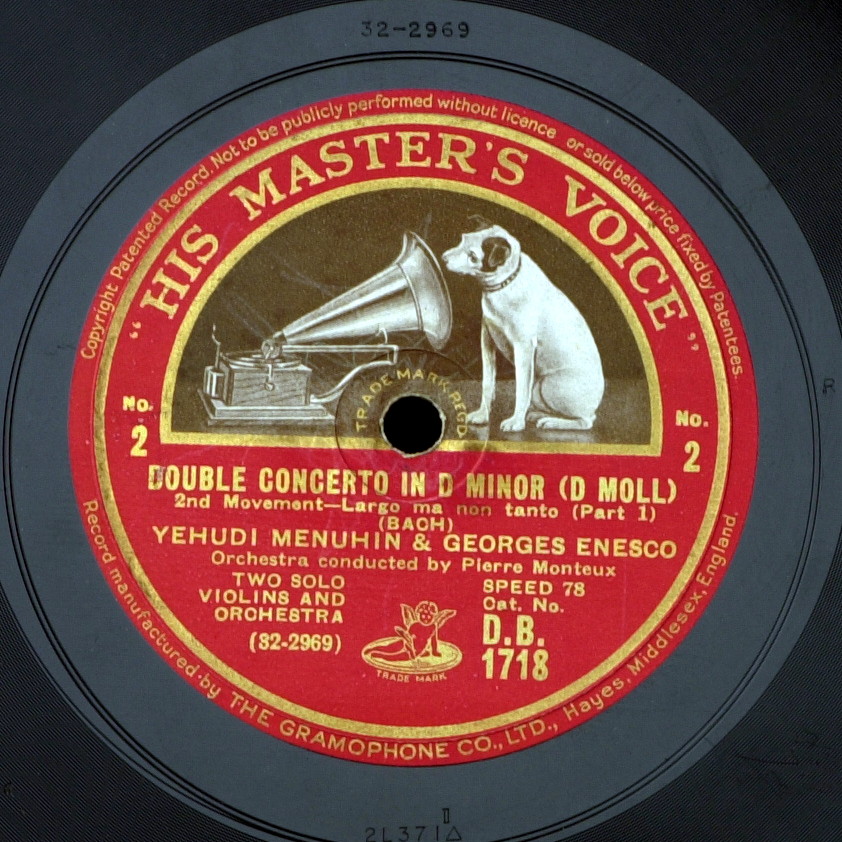 32-2969
Copyright Patented Record. Not to be publicly performed without licence or sold below price fixed by Patentees.
"HIS MASTER'S VOICE"
TRADE MARK REGD
No. 2
No. 2
DOUBLE CONCERTO IN D MINOR (D MOLL)
2nd Movement—Largo ma non tanto (Part 1)
(BACH)
YEHUDI MENUHIN & GEORGES ENESCO
Orchestra conducted by Pierre Monteux
TWO SOLO
VIOLINS AND
ORCHESTRA
(32-2969)
SPEED 78
Cat. No.
D.B.
1718
TRADE MARK
Record manufactured by THE GRAMOPHONE CO., LTD., Hayes, Middlesex, England.
R